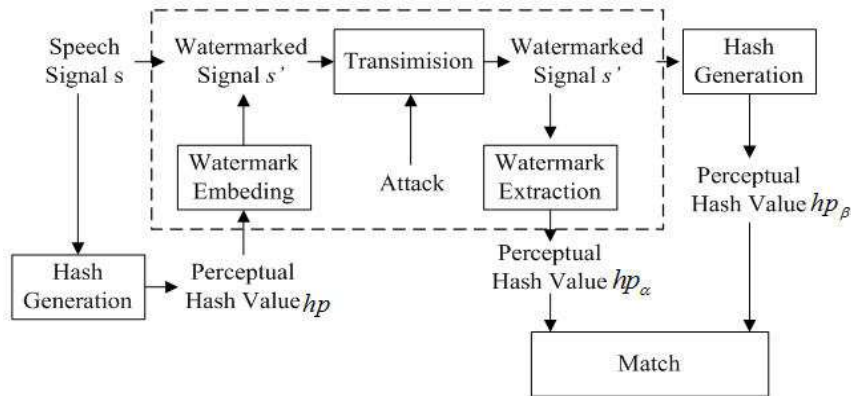 Speech
Signal s
Watermarked
Signal s'
Transimision
Watermarked
Signal s'
Hash
Generation
Watermark
Embeding
Attack
Watermark
Extraction
Perceptual
Hash Value hpβ
Hash
Generation
Perceptual
Hash Value hp
Perceptual
Hash Value hpα
Match